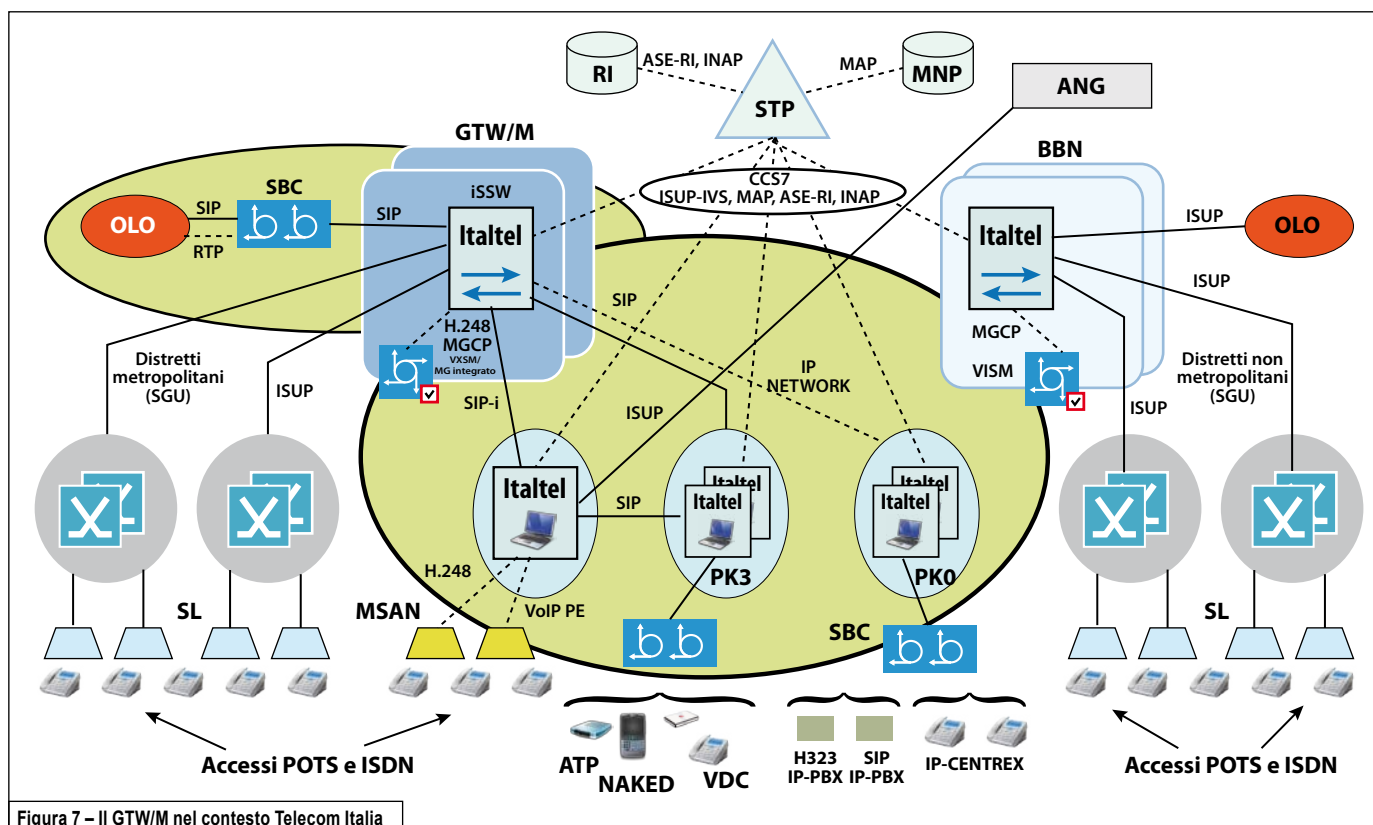 RI
ASE-RI, INAP
MAP
MNP
STP
ANG
GTW/M
BBN
SBC
iSSW
CCS7
ISUP-IVS, MAP, ASE-RI, INAP
OLO
SIP
SIP
RTP
Italtel
Italtel
ISUP
OLO
ISUP
SIP
H.248
MGCP
VXSM/
MG integrato
MGCP
VISM
Distretti
metropolitani
(SGU)
ISUP
SIP-i
ISUP
IP
NETWORK
ISUP
Distretti non
metropolitani
(SGU)
Italtel
SIP
Italtel
Italtel
Italtel
Italtel
PK3
PK0
H.248
VoIP PE
SL
MSAN
SBC
SL
Accessi POTS e ISDN
ATP
NAKED
VDC
H323
IP-PBX
SIP
IP-PBX
IP-CENTREX
Accessi POTS e ISDN
Figura 7 – Il GTW/M nel contesto Telecom Italia